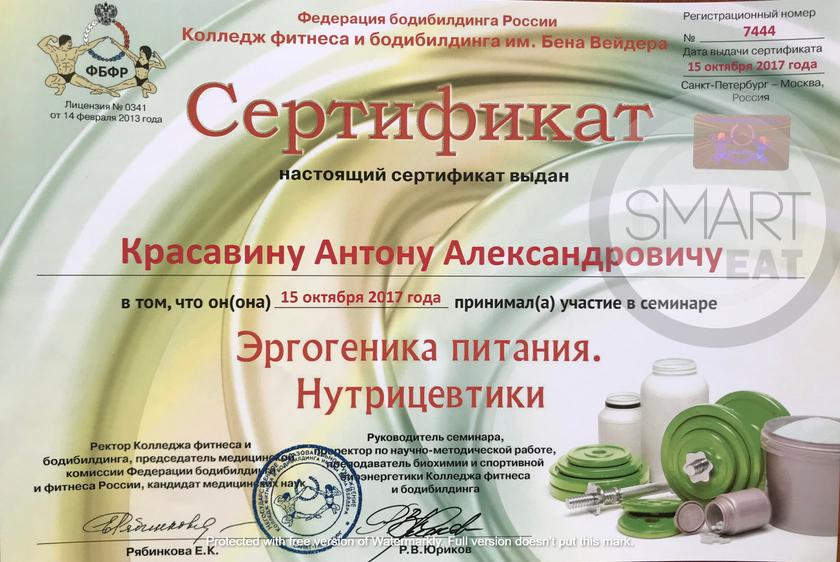 Федерация бодибилдинга России
Колледж фитнеса и бодибилдинга им. Бена Вейдера
Регистрационный номер
№ 7444
Дата выдачи сертификата
15 октября 2017 года
Санкт-Петербург – Москва,
Россия
ФБФР
Лицензия № 0341
от 14 февраля 2013 года
Сертификат
настоящий сертификат выдан
SMART
EAT
Красавину Антону Александровичу
в том, что он(она) 15 октября 2017 года принимал(а) участие в семинаре
Эргогеника питания.
Нутрицевтики
Ректор Колледжа фитнеса и
бодибилдинга, председатель медицинской
комиссии Федерации бодибилдинга
и фитнеса России, кандидат медицинских наук
Рябинкова Е.К.
Руководитель семинара,
проректор по научно-методической работе,
преподаватель биохимии и спортивной
биоэнергетики Колледжа фитнеса
и бодибилдинга
Р.В.Юриков
Protected with free version of Watermarkly. Full version doesn't put this mark.